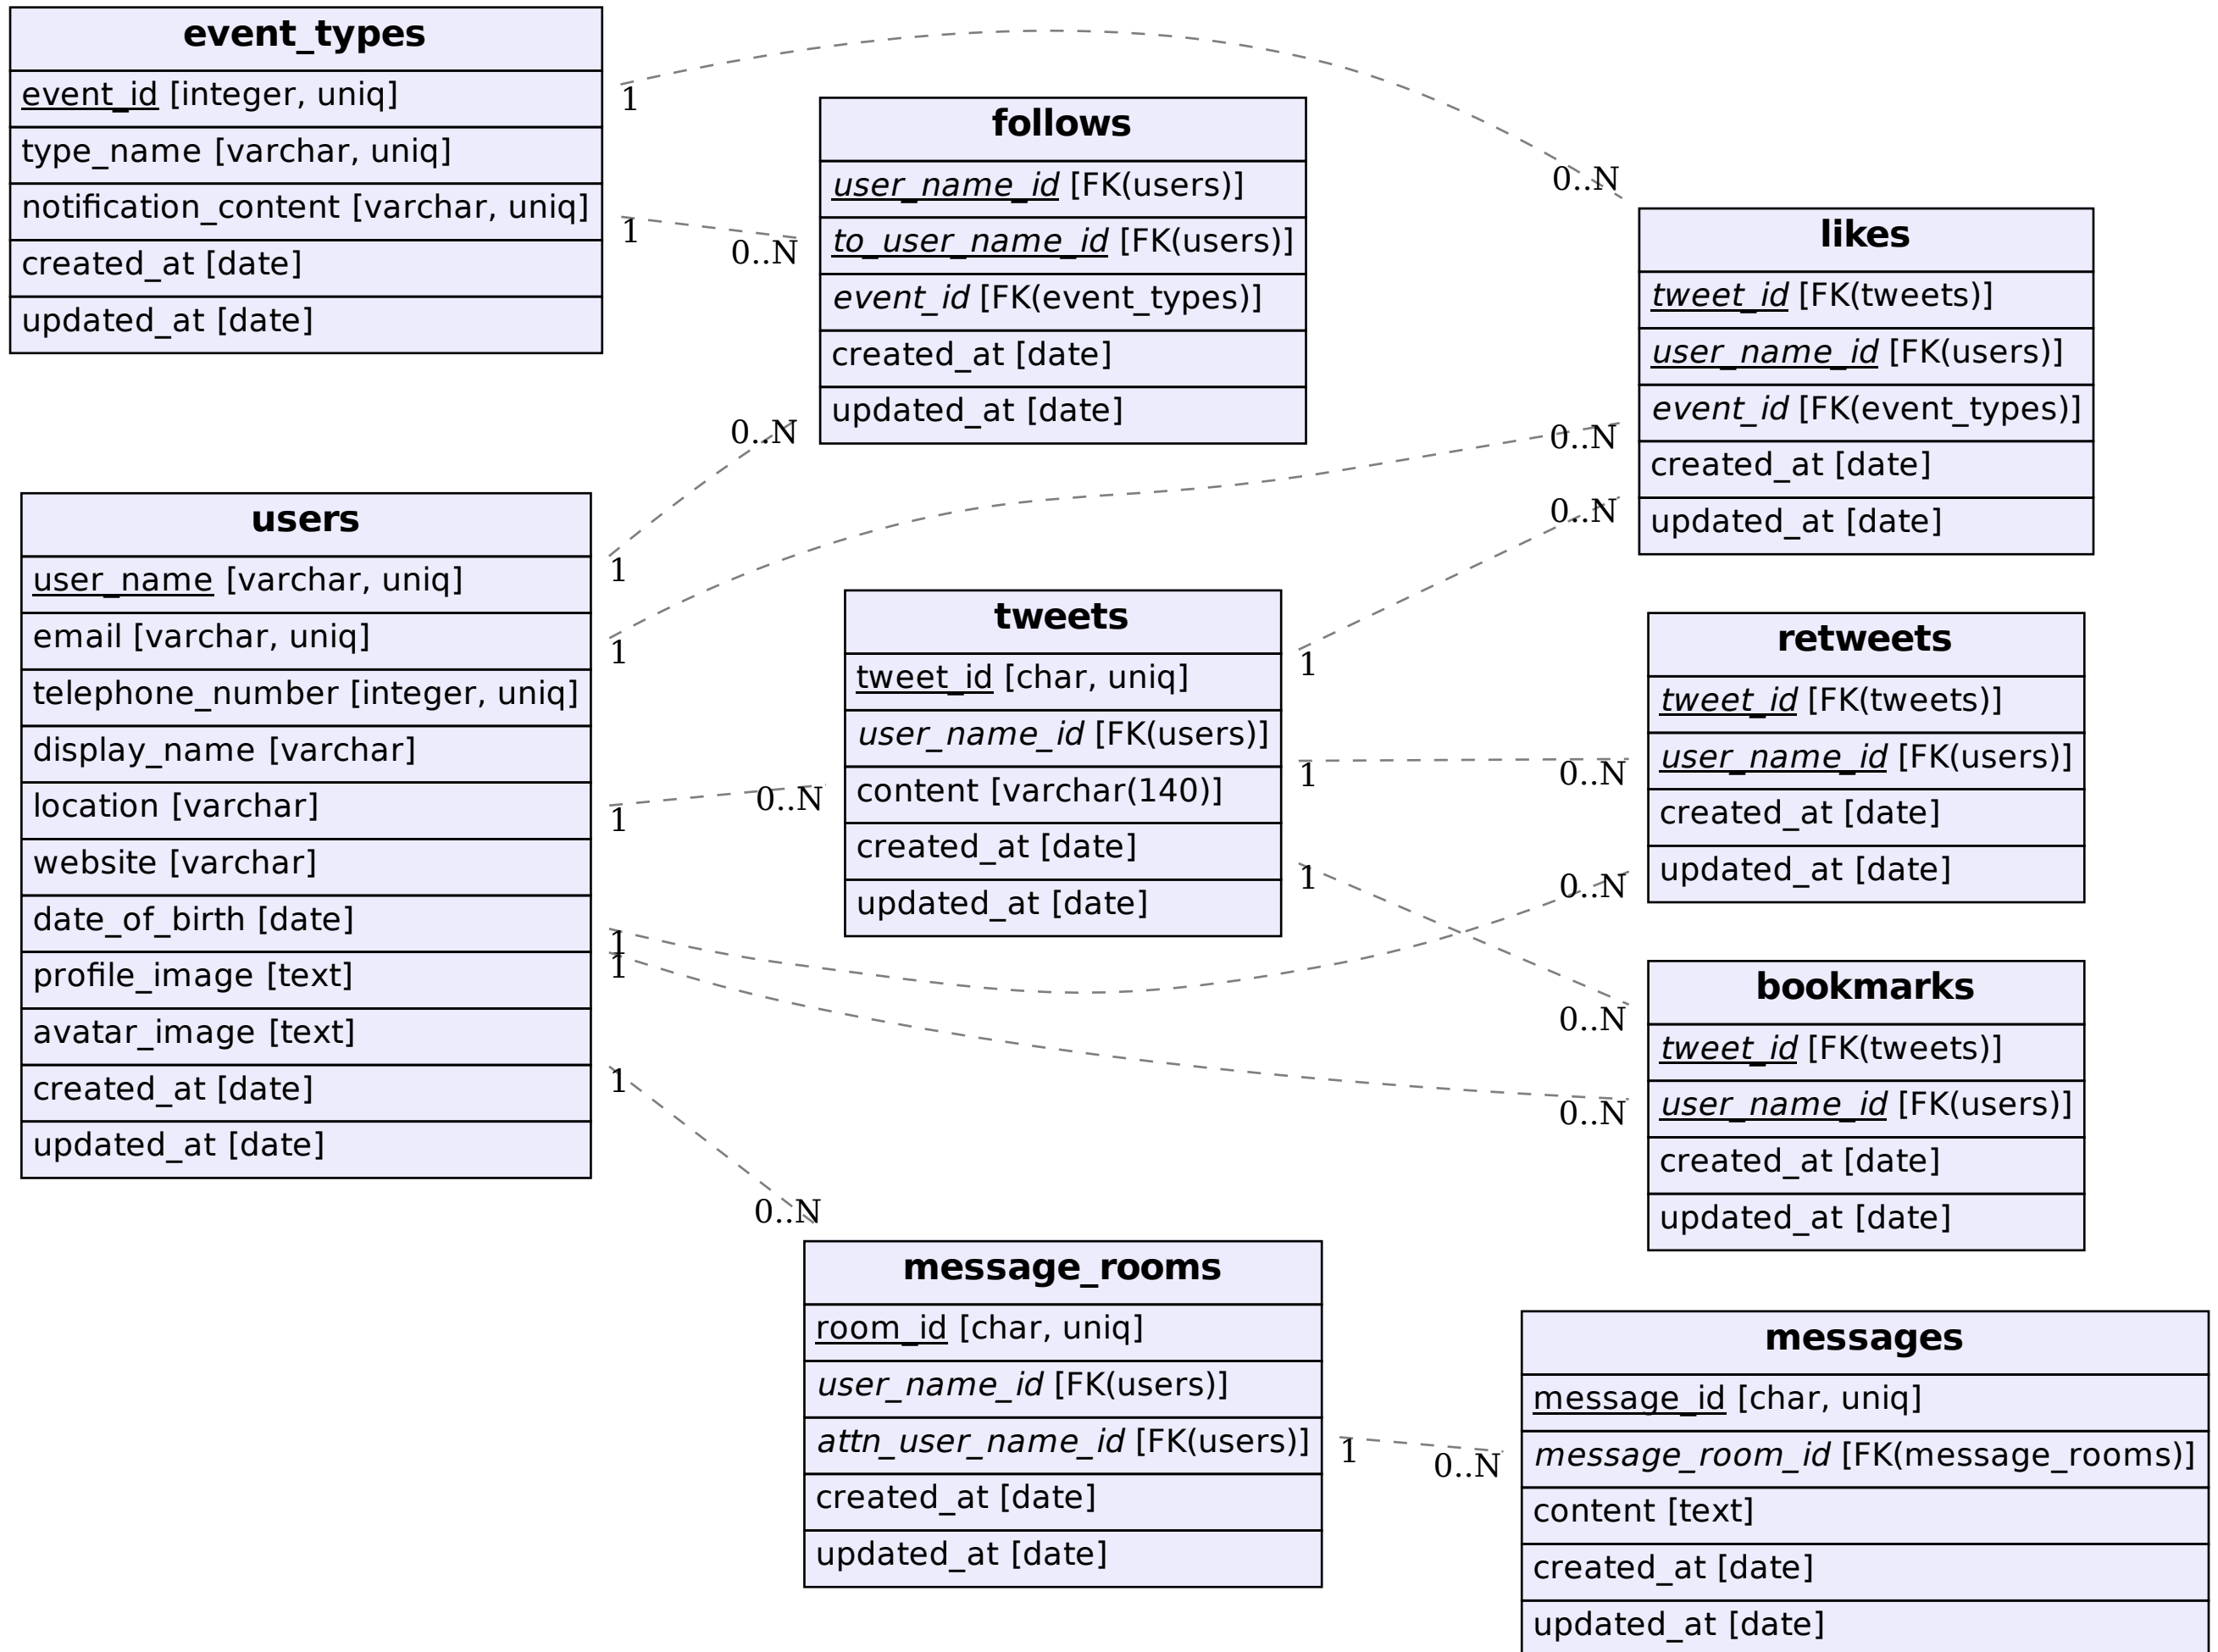 event_types
event_id [integer, uniq]
type_name [varchar, uniq]
notification_content [varchar, uniq]
created_at [date]
updated_at [date]
1
1
0..N
0..N
follows
user_name_id [FK(users)]
to_user_name_id [FK(users)]
event_id [FK(event_types)]
created_at [date]
updated_at [date]
0..N
likes
tweet_id [FK(tweets)]
user_name_id [FK(users)]
event_id [FK(event_types)]
created_at [date]
updated_at [date]
0..N
0..N
users
user_name [varchar, uniq]
email [varchar, uniq]
telephone_number [integer, uniq]
display_name [varchar]
location [varchar]
website [varchar]
date_of_birth [date]
profile_image [text]
avatar_image [text]
created_at [date]
updated_at [date]
1
1
1
1
1
1
0..N
tweets
tweet_id [char, uniq]
user_name_id [FK(users)]
content [varchar(140)]
created_at [date]
updated_at [date]
1
1
1
0..N
0..N
retweets
tweet_id [FK(tweets)]
user_name_id [FK(users)]
created_at [date]
updated_at [date]
0..N
0..N
bookmarks
tweet_id [FK(tweets)]
user_name_id [FK(users)]
created_at [date]
updated_at [date]
0..N
message_rooms
room_id [char, uniq]
user_name_id [FK(users)]
attn_user_name_id [FK(users)]
created_at [date]
updated_at [date]
1
0..N
messages
message_id [char, uniq]
message_room_id [FK(message_rooms)]
content [text]
created_at [date]
updated_at [date]